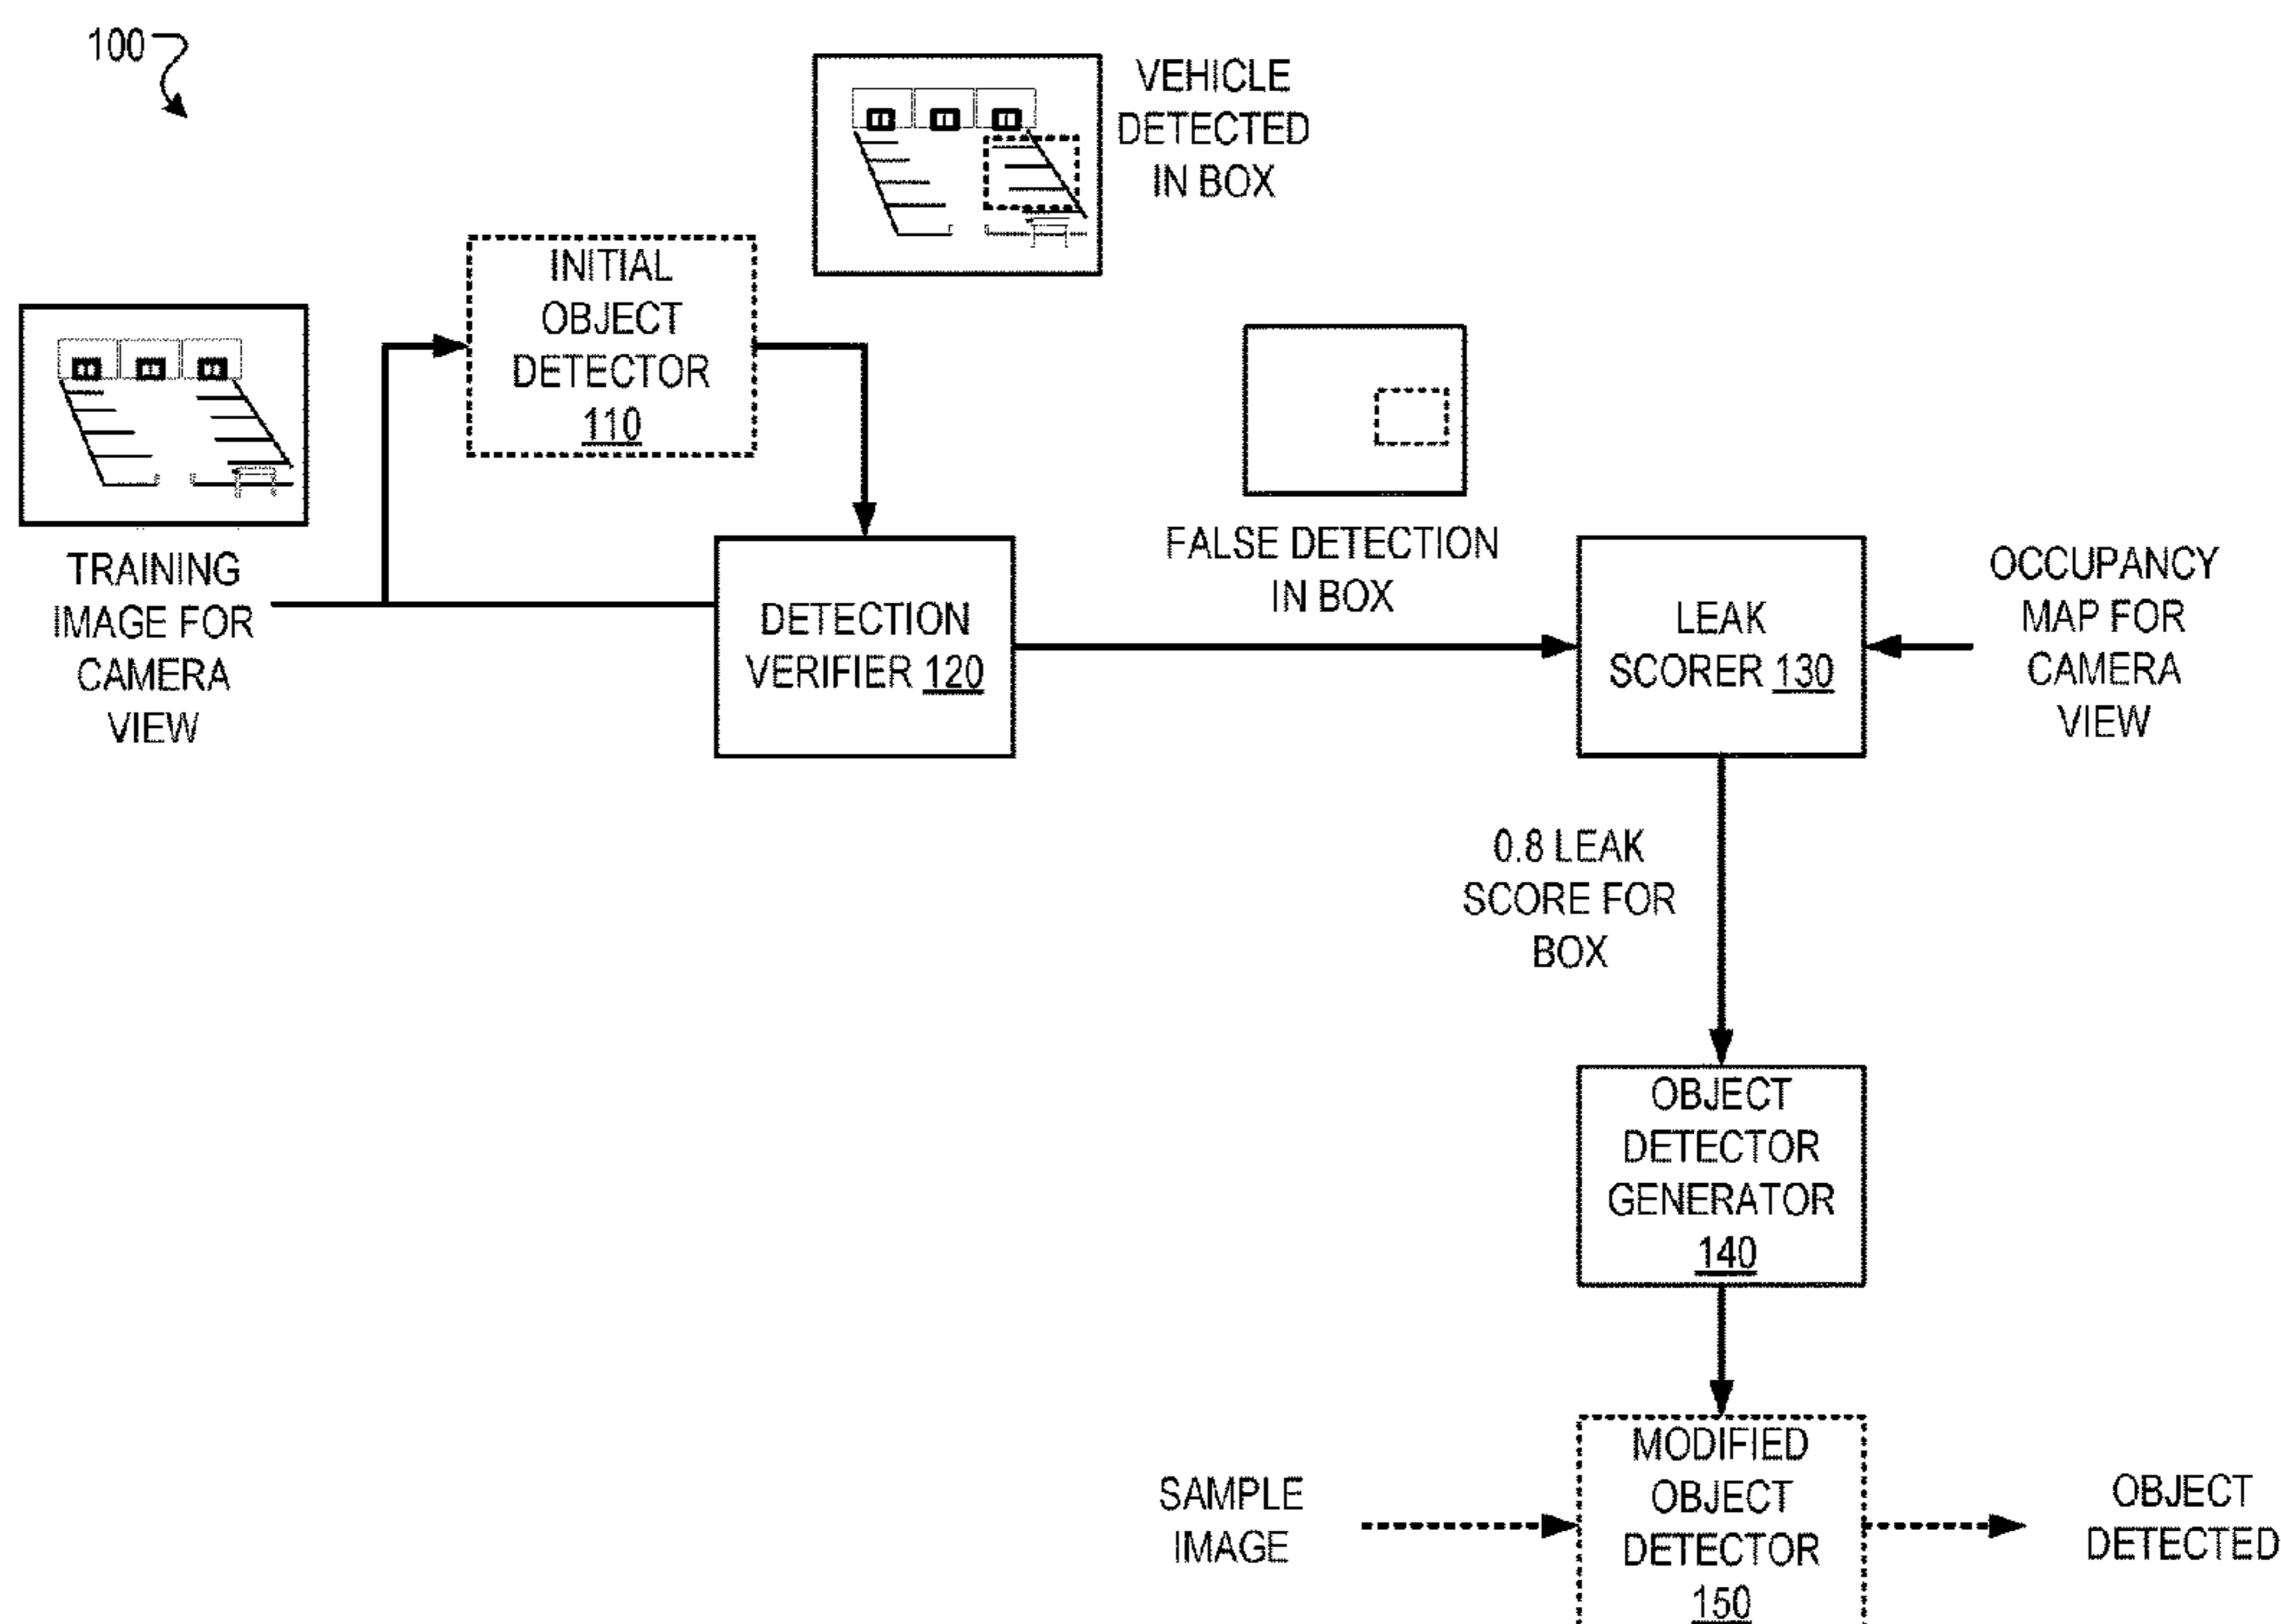 100
VEHICLE
DETECTED
IN BOX
INITIAL
OBJECT
DETECTOR
110
TRAINING
IMAGE FOR
CAMERA
VIEW
DETECTION
VERIFIER 120
FALSE DETECTION
IN BOX
LEAK
SCORER 130
OCCUPANCY
MAP FOR
CAMERA
VIEW
0.8 LEAK
SCORE FOR
BOX
OBJECT
DETECTOR
GENERATOR
140
SAMPLE
IMAGE
MODIFIED
OBJECT
DETECTOR
150
OBJECT
DETECTED